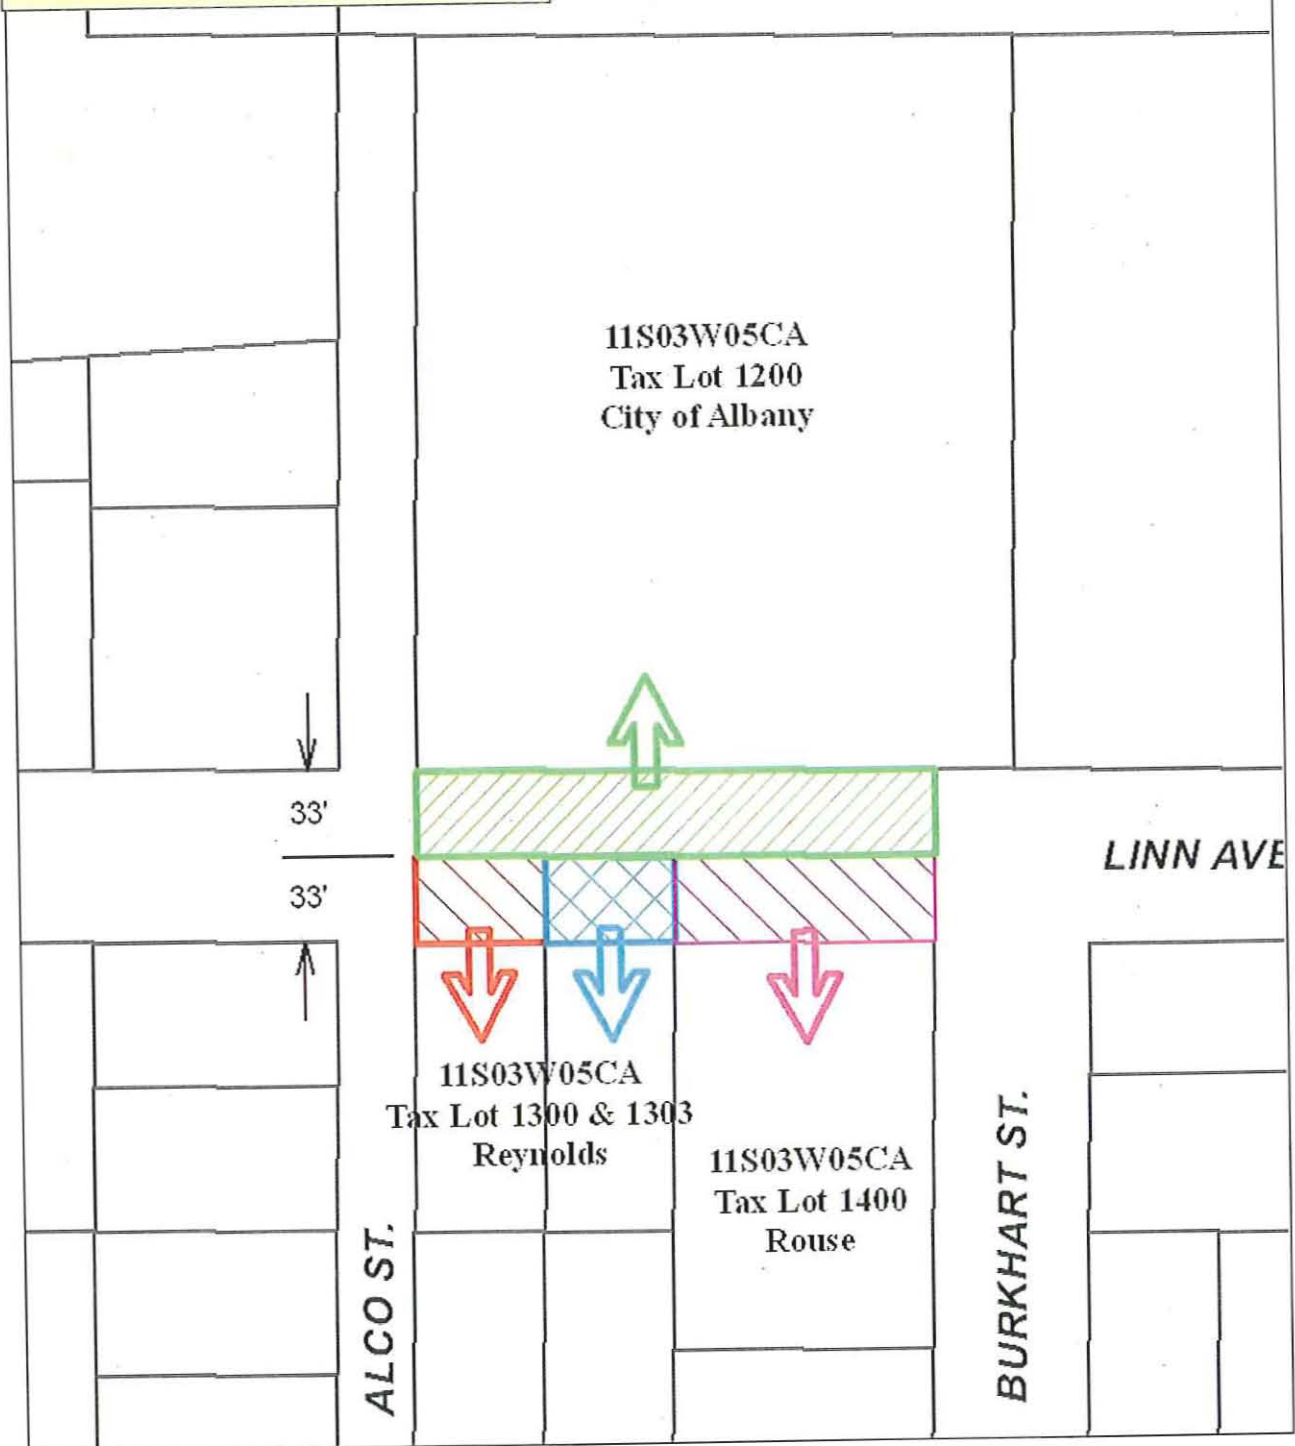 11S03W05CA
Tax Lot 1200
City of Albany
33'
33'
LINN AVE
11S03W05CA
Tax Lot 1300 & 1303
Reynolds
11S03W05CA
Tax Lot 1400
Rouse
ALCO ST.
BURKHART ST.